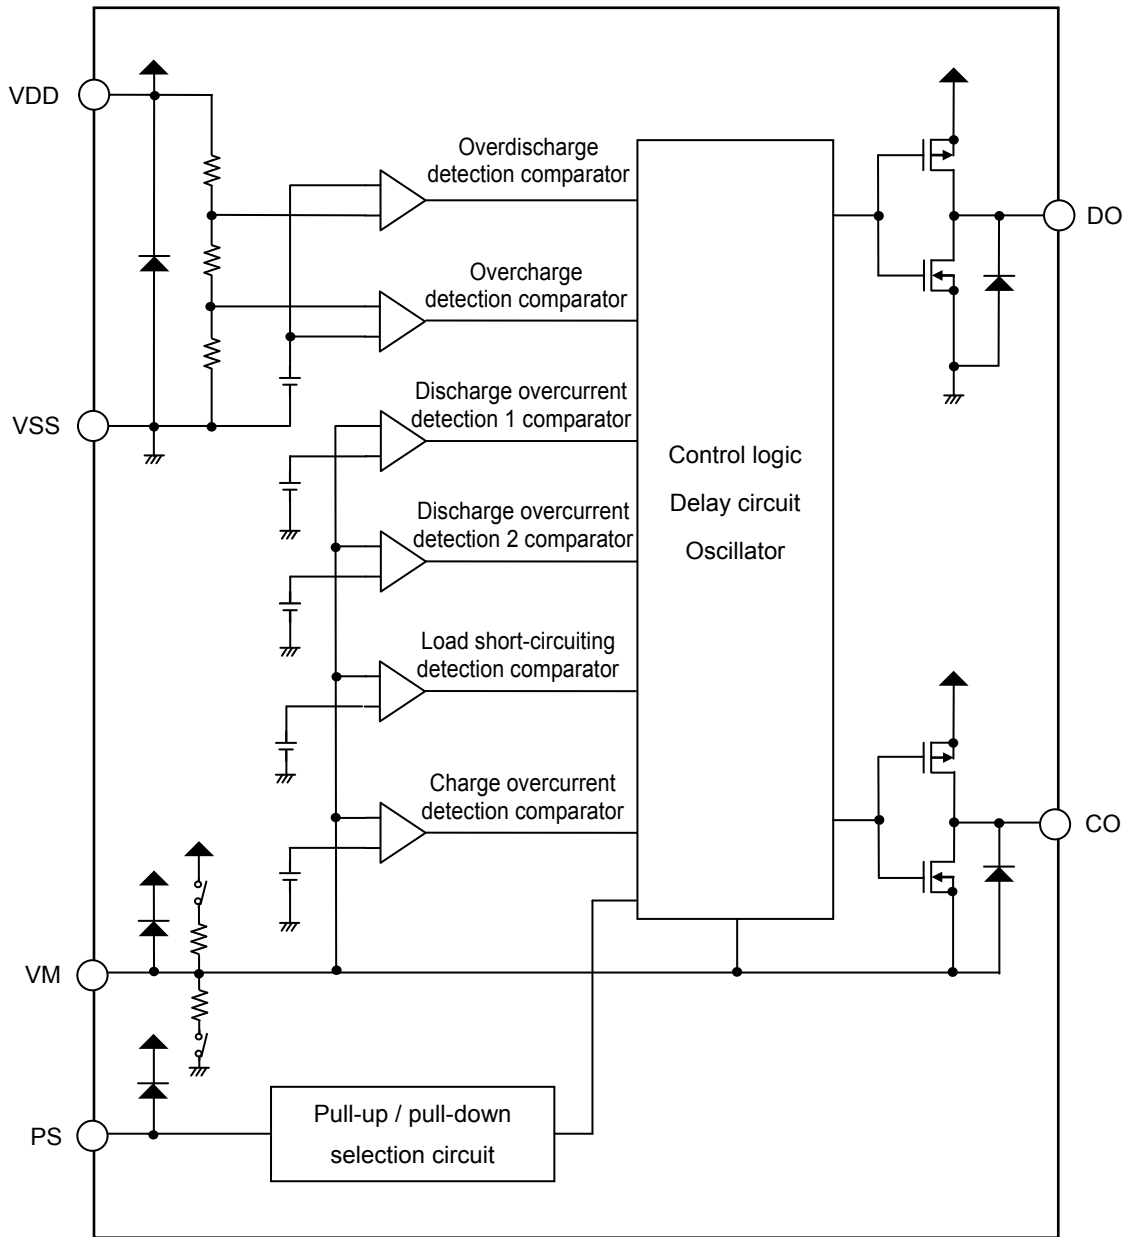 VDD
Overdischarge
detection comparator
DO
Overcharge
detection comparator
Discharge overcurrent
detection 1 comparator
VSS
Control logic
Delay circuit
Oscillator
Discharge overcurrent
detection 2 comparator
Load short-circuiting
detection comparator
Charge overcurrent
detection comparator
CO
VM
PS
Pull-up / pull-down
selection circuit